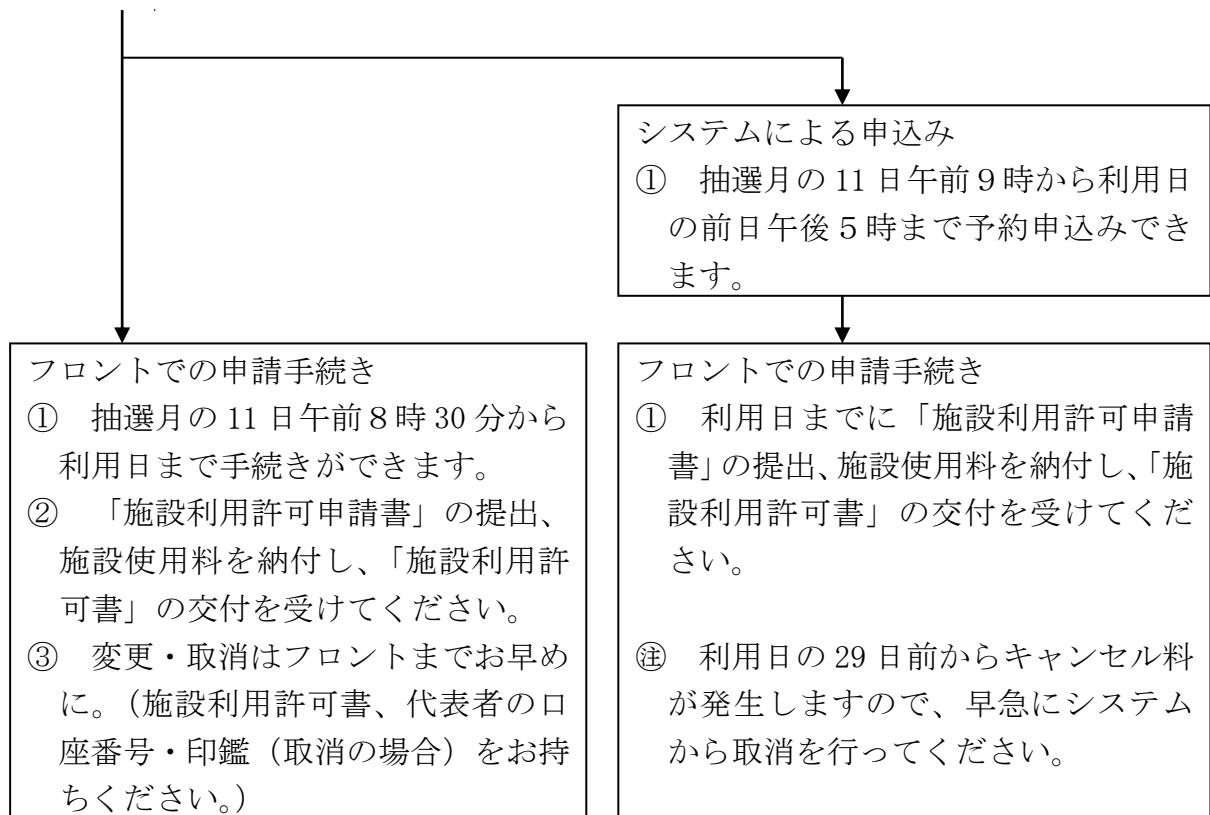 システムによる申込み
① 抽選月の 11 日午前９時から利用日
の前日午後５時まで予約申込みでき
ます。
フロントでの申請手続き
① 抽選月の 11 日午前８時 30 分から
利用日まで手続きができます。
② 「施設利用許可申請書」の提出、
施設使用料を納付し、「施設利用許
可書」の交付を受けてください。
③ 変更・取消はフロントまでお早め
に。（施設利用許可書、代表者の口
座番号・印鑑（取消の場合）をお持
ちください。）
フロントでの申請手続き
① 利用日までに「施設利用許可申請
書」の提出、施設使用料を納付し、「施
設利用許可書」の交付を受けてくだ
さい。
㊟ 利用日の 29 日前からキャンセル料
が発生しますので、早急にシステム
から取消を行ってください。